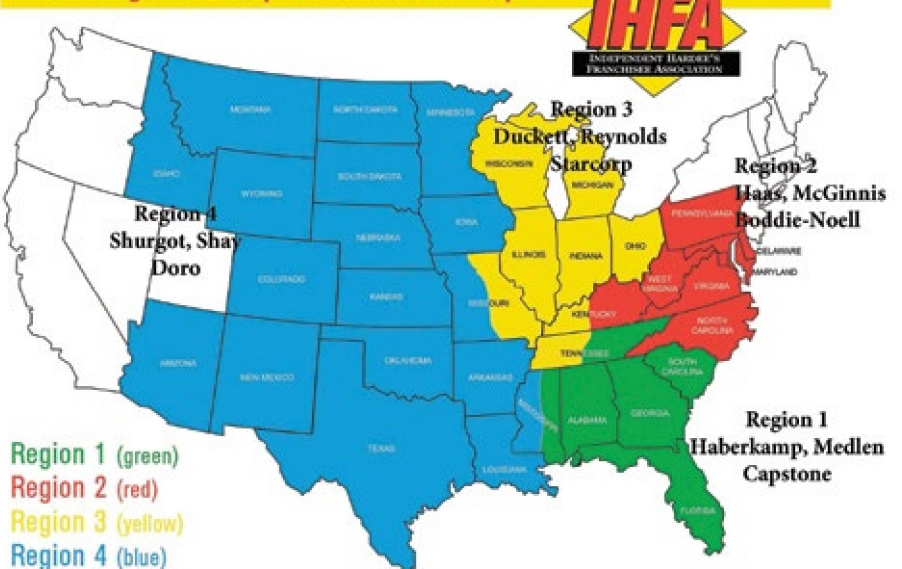 IHFA
INDEPENDENT HARDEE'S
FRANCHISEE ASSOCIATION
Region 3
Duckett, Reynolds
Starcorp
Region 2
Haas, McGinnis
Boddie-Noell
Region 4
Shurgot, Shay
Doro
Region 1
Haberkamp, Medlen
Capstone
MONTANA
NORTH DAKOTA
MINNESOTA
WISCONSIN
MICHIGAN
IDAHO
SOUTH DAKOTA
WYOMING
IOWA
NEBRASKA
ILLINOIS
INDIANA
OHIO
PENNSYLVANIA
DELAWARE
MARYLAND
COLORADO
KANSAS
MISSOURI
WEST
VIRGINIA
VIRGINIA
KENTUCKY
NORTH
CAROLINA
TENNESSEE
ARIZONA
NEW MEXICO
OKLAHOMA
ARKANSAS
SOUTH
CAROLINA
MISSISSIPPI
ALABAMA
GEORGIA
TEXAS
LOUISIANA
FLORIDA
Region 1 (green)
Region 2 (red)
Region 3 (yellow)
Region 4 (blue)